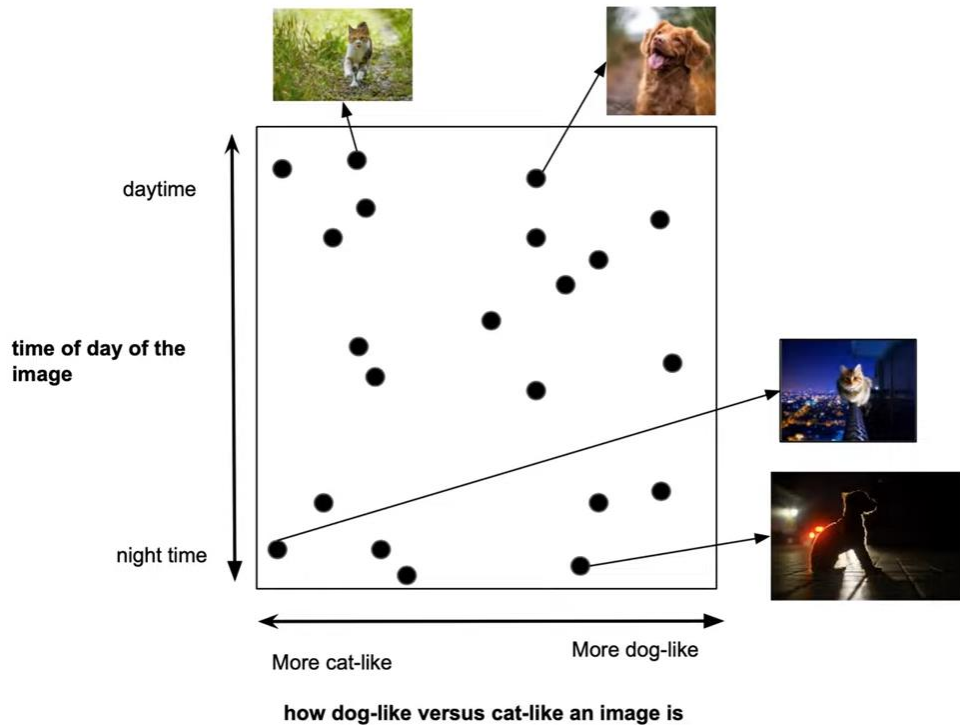 daytime
time of day of the
image
night time
More cat-like
More dog-like
how dog-like versus cat-like an image is